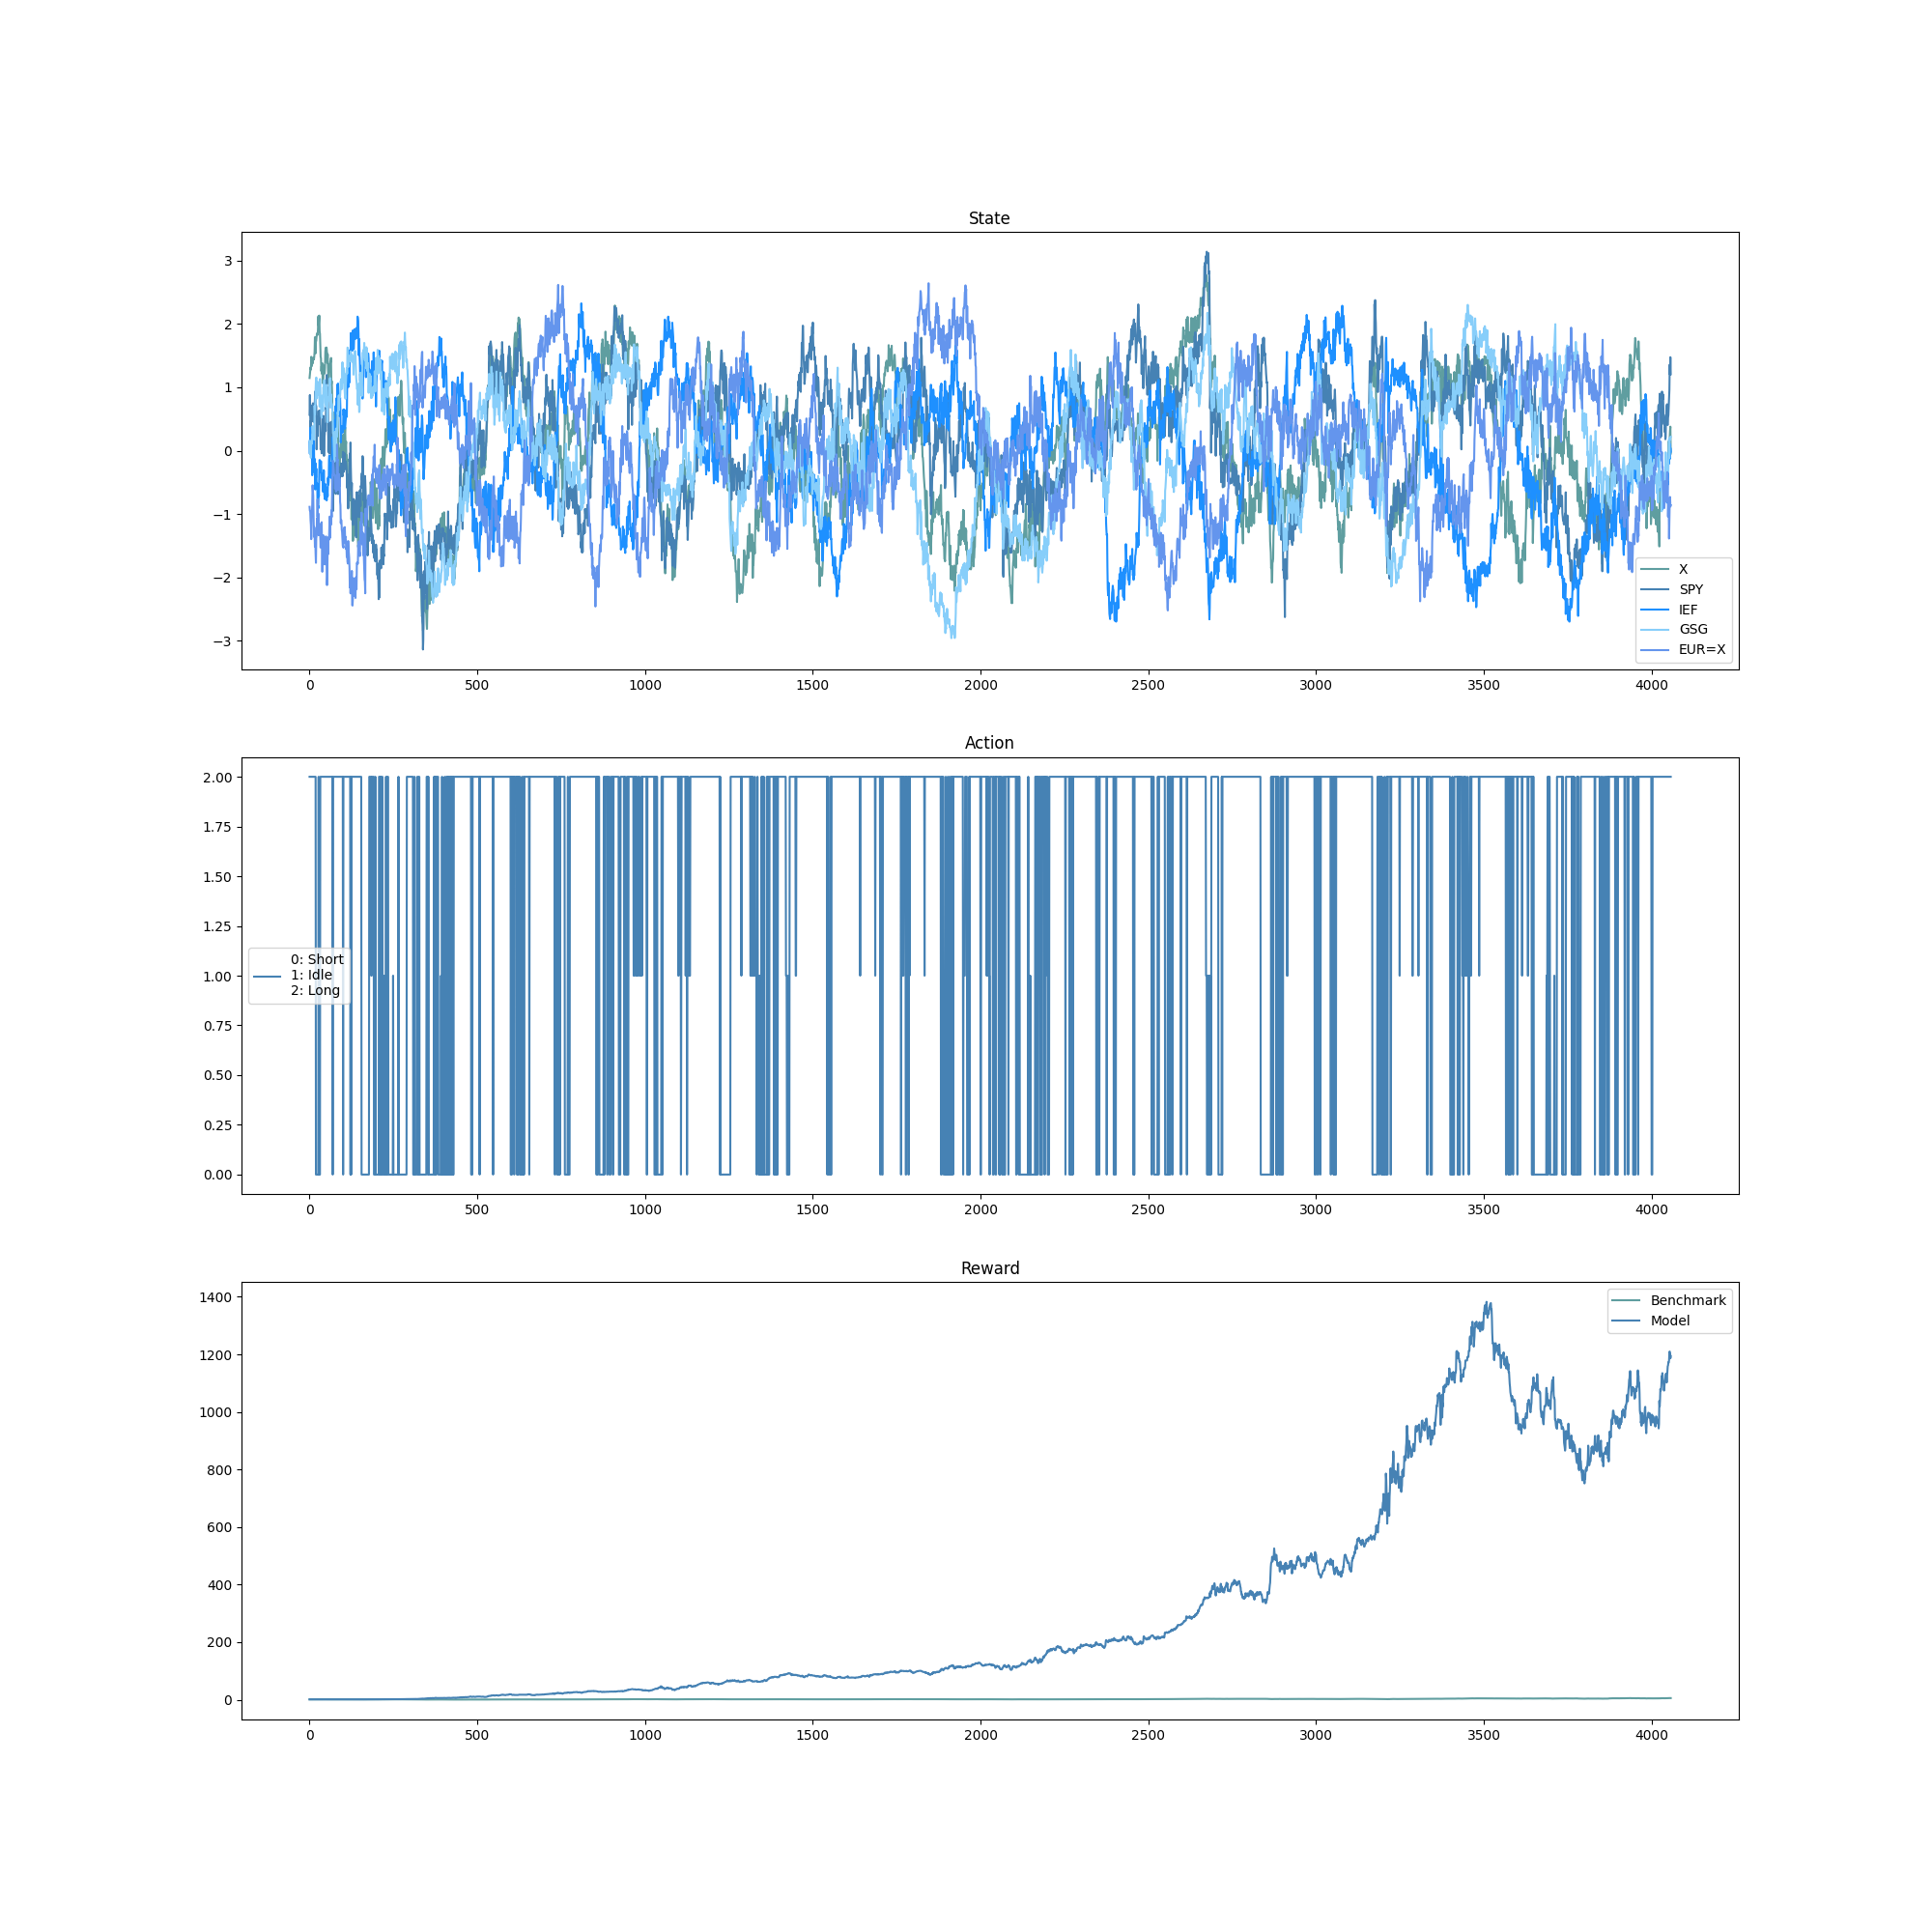 State
3
2
1
0
−1
−2
−3
X
SPY
IEF
GSG
EUR=X
0 500 1000 1500 2000 2500 3000 3500 4000
Action
2.00
1.75
1.50
1.25
1.00
0.75
0.50
0.25
0.00
0: Short
1: Idle
2: Long
0 500 1000 1500 2000 2500 3000 3500 4000
Reward
1400
1200
1000
800
600
400
200
0
Benchmark
Model
0 500 1000 1500 2000 2500 3000 3500 4000